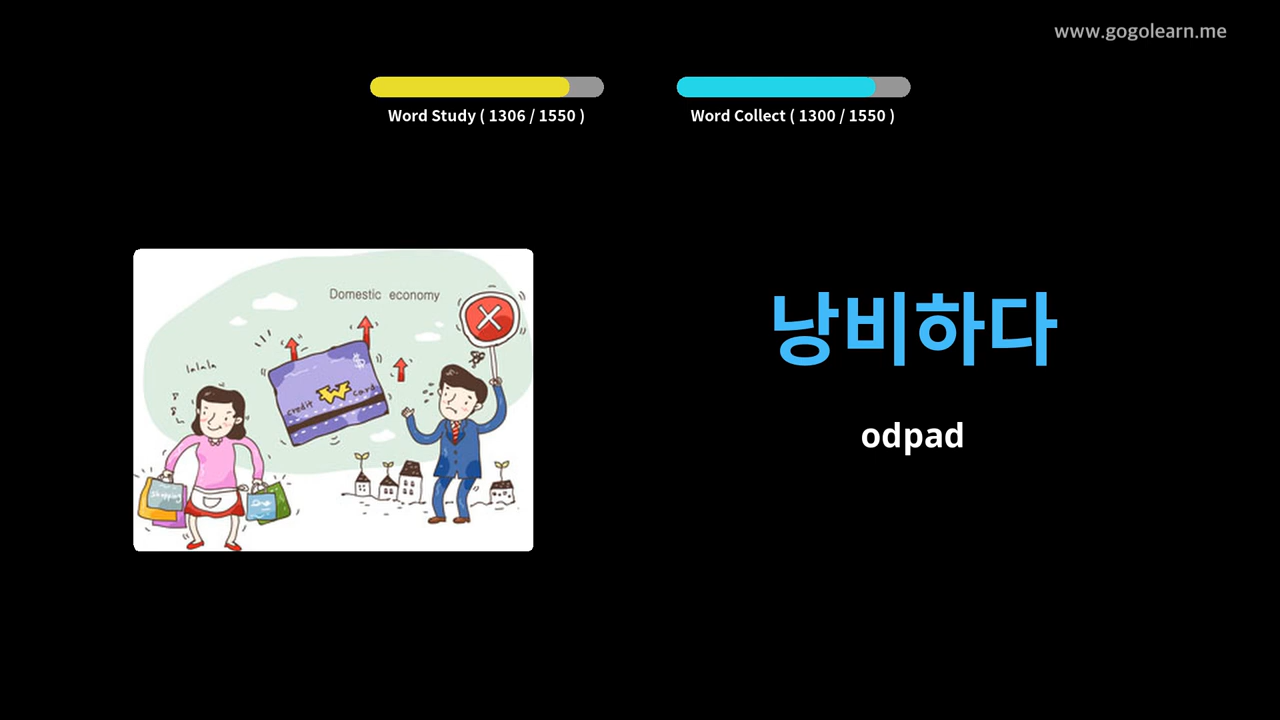 www.gogolearn.me
Word Study ( 1306 / 1550 )
Word Collect ( 1300 / 1550 )
Domestic economy
lalala
$
W
credit card
Shopping
낭비하다
odpad